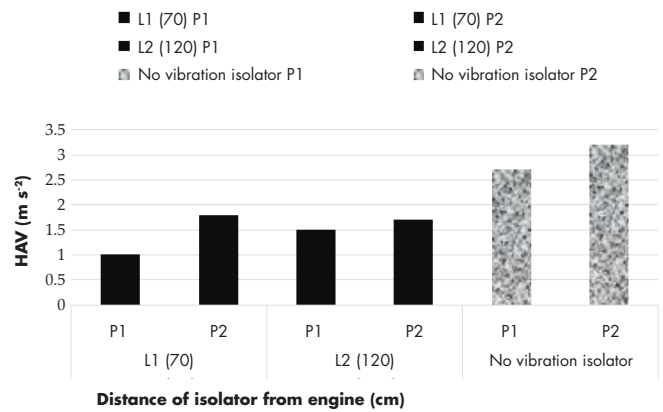 L1 (70) P1 L1 (70) P2
L2 (120) P1 L2 (120) P2
No vibration isolator P1 No vibration isolator P2
3.5
3
2.5
2
1.5
1
0.5
0
HAV (m s⁻²)
P1 P2 P1 P2 P1 P2
L1 (70) L2 (120) No vibration isolator
Distance of isolator from engine (cm)